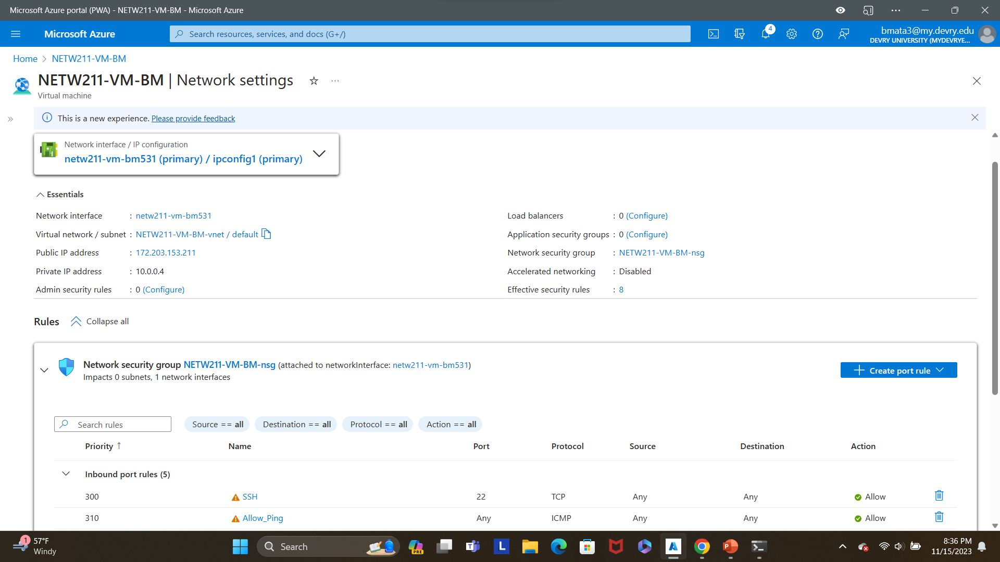 Microsoft Azure portal (PWA) - NETW211-VM-BM - Microsoft Azure
Microsoft Azure
Search resources, services, and docs (G+/)
4
bmata3@my.devry.edu
DEVRY UNIVERSITY (MYDEVRYE...
Home > NETW211-VM-BM
NETW211-VM-BM | Network settings
Virtual machine
This is a new experience. Please provide feedback
Network interface / IP configuration
netw211-vm-bm531 (primary) / ipconfig1 (primary)
Essentials
Network interface : netw211-vm-bm531
Virtual network / subnet : NETW211-VM-BM-vnet / default
Public IP address : 172.203.153.211
Private IP address : 10.0.0.4
Admin security rules : 0 (Configure)
Load balancers : 0 (Configure)
Application security groups : 0 (Configure)
Network security group : NETW211-VM-BM-nsg
Accelerated networking : Disabled
Effective security rules : 8
Rules Collapse all
Network security group NETW211-VM-BM-nsg (attached to networkInterface: netw211-vm-bm531)
Impacts 0 subnets, 1 network interfaces
Create port rule
Search rules
Source == all
Destination == all
Protocol == all
Action == all
Priority ↑ Name Port Protocol Source Destination Action
Inbound port rules (5)
300 SSH 22 TCP Any Any Allow
310 Allow_Ping Any ICMP Any Any Allow
1
57°F
Windy
Search
PRE
T
L
P
8:36 PM
11/15/2023